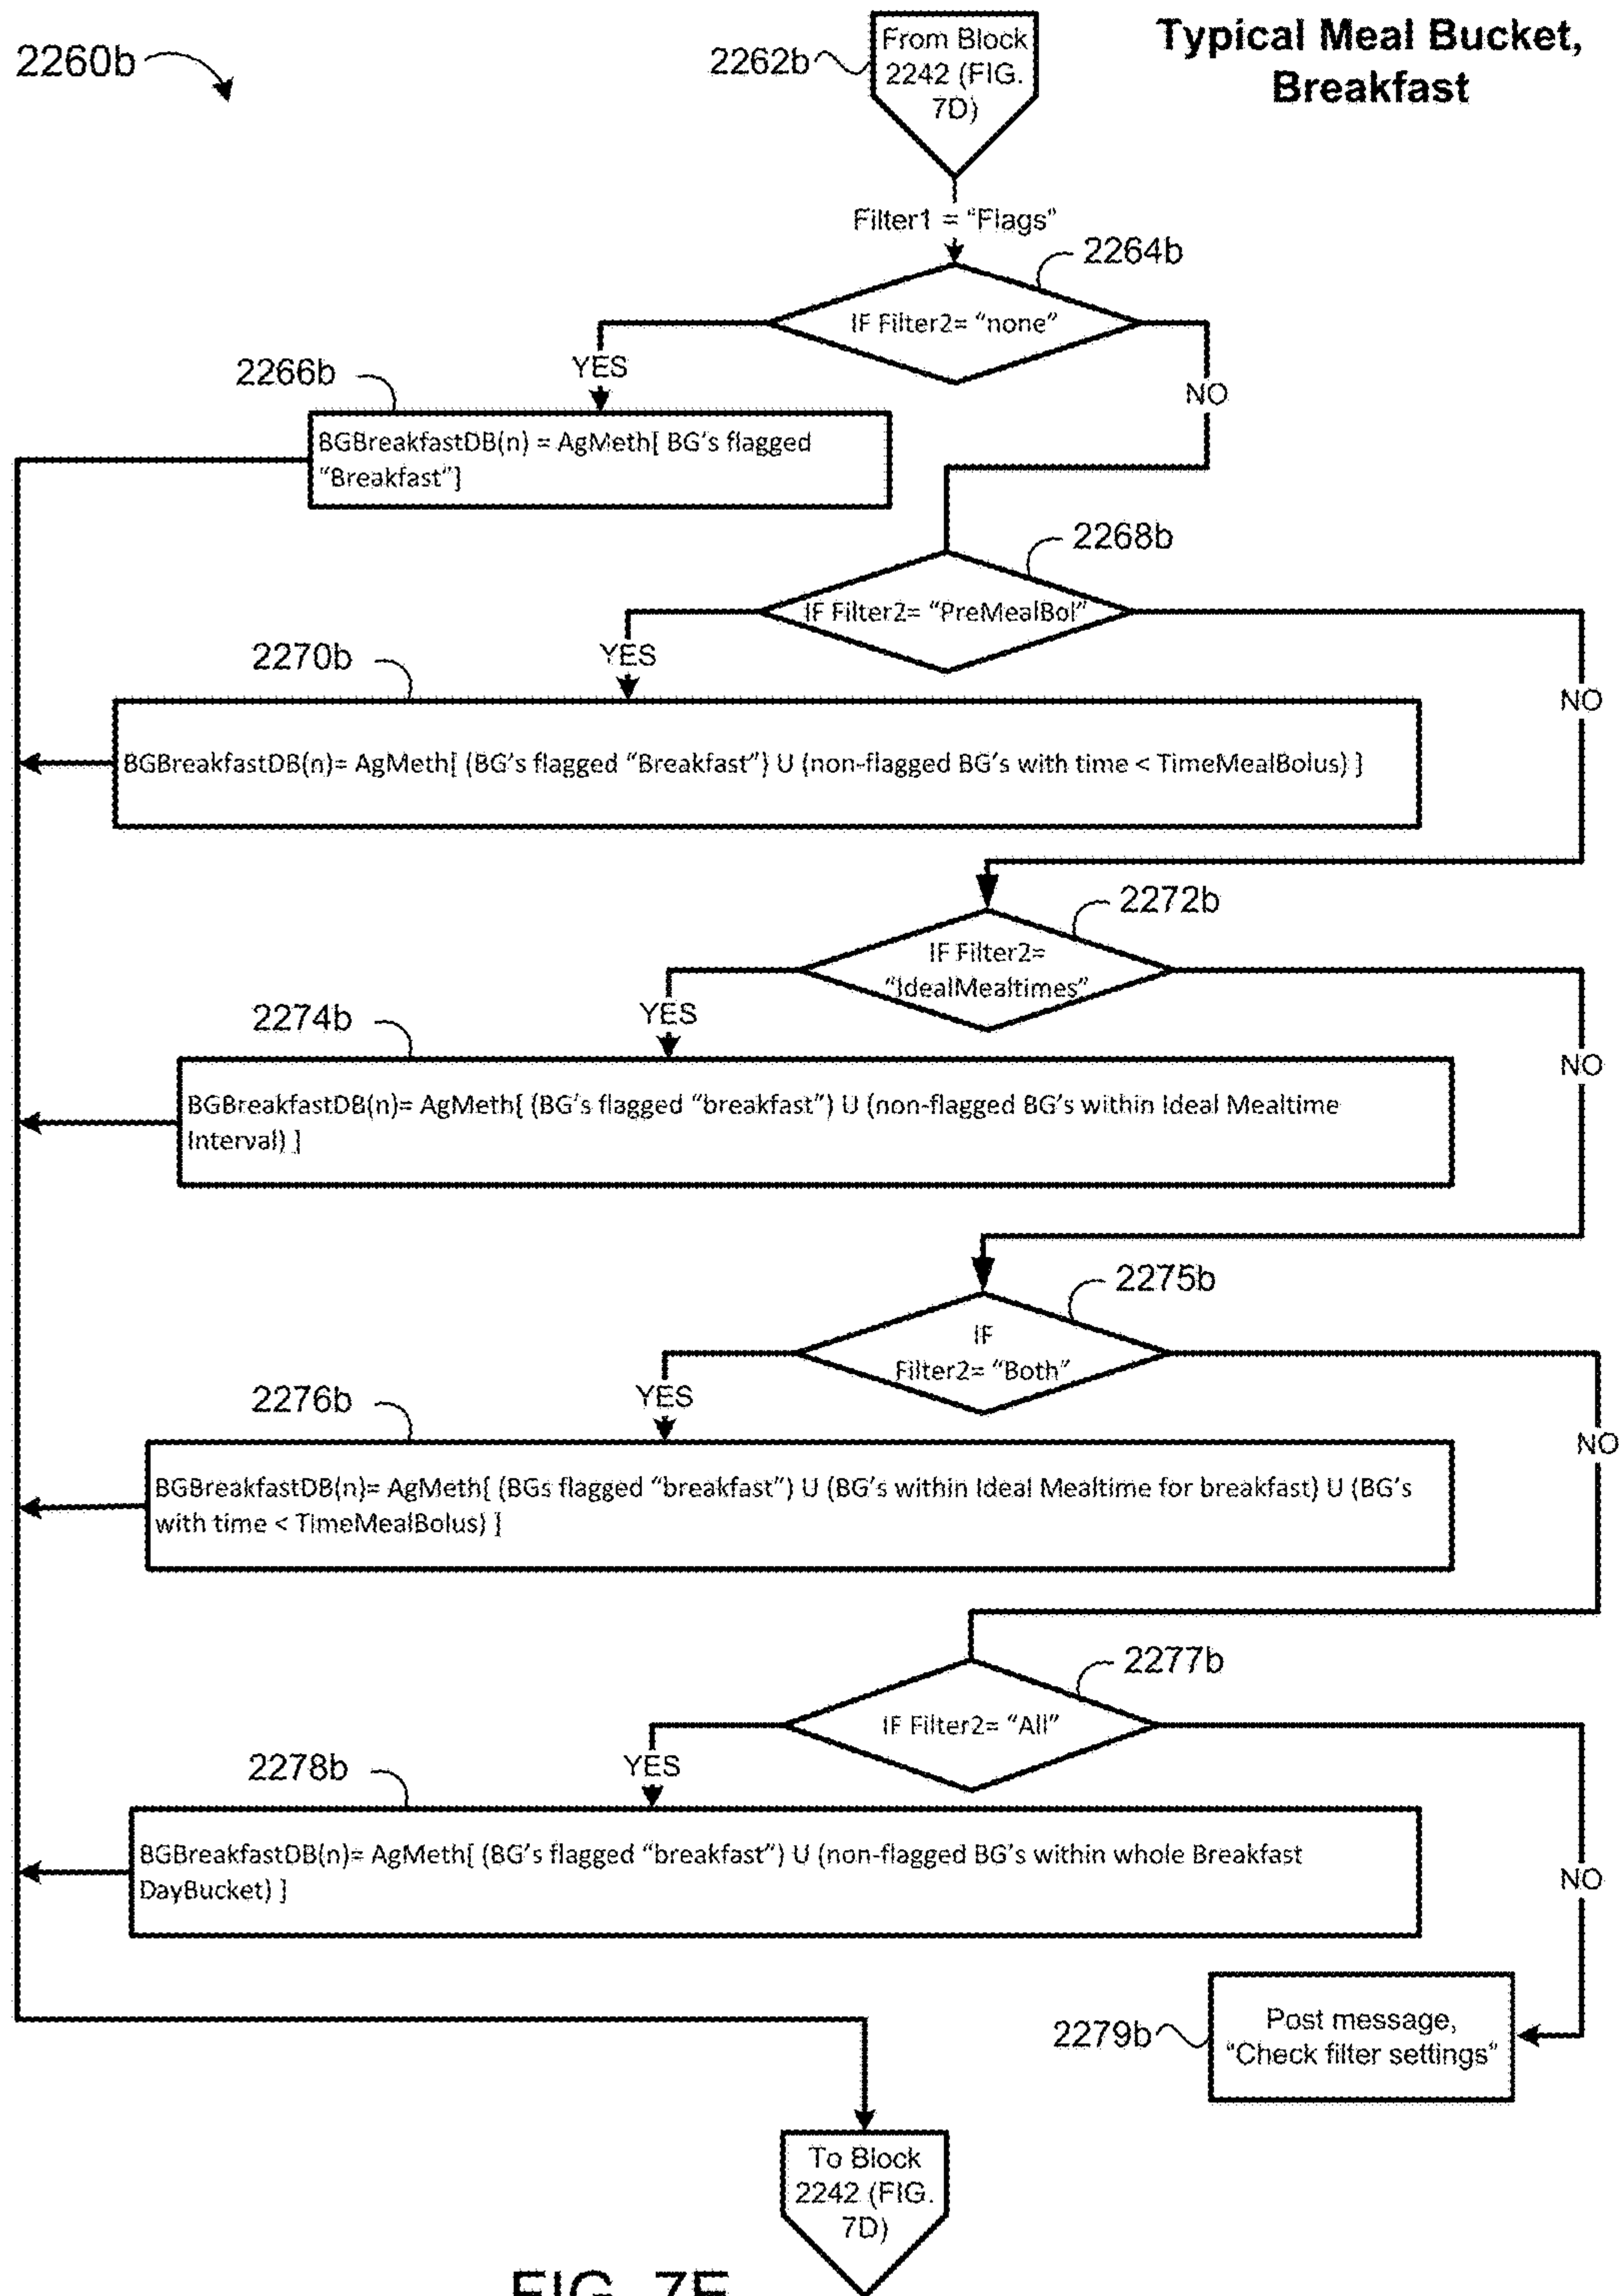 2260b
2262b
From Block
2242 (FIG.
7D)
Typical Meal Bucket,
Breakfast
Filter1 = “Flags”
2264b
IF Filter2= “none”
YES
NO
2266b
BGBreakfastDB(n) = AgMeth[ BG's flagged
“Breakfast”]
2268b
IF Filter2= “PreMealBol”
YES
NO
2270b
BGBreakfastDB(n)= AgMeth[ (BG's flagged “Breakfast”) U (non-flagged BG's with time < TimeMealBolus) ]
2272b
IF Filter2=
“IdealMealtimes”
YES
NO
2274b
BGBreakfastDB(n)= AgMeth[ (BG's flagged “breakfast”) U (non-flagged BG's within Ideal Mealtime
Interval) ]
2275b
IF
Filter2= “Both”
YES
NO
2276b
BGBreakfastDB(n)= AgMeth[ (BGs flagged “breakfast”) U (BG's within Ideal Mealtime for breakfast) U (BG's
with time < TimeMealBolus) ]
2277b
IF Filter2= “All”
YES
NO
2278b
BGBreakfastDB(n)= AgMeth[ (BG's flagged “breakfast”) U (non-flagged BG's within whole Breakfast
DayBucket) ]
2279b
Post message,
“Check filter settings”
To Block
2242 (FIG.
7D)
FIG. 7E